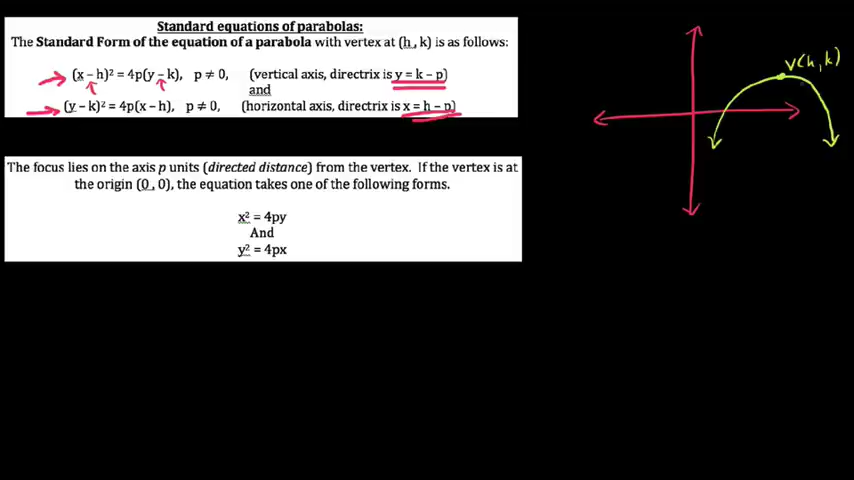 Standard equations of parabolas:
The Standard Form of the equation of a parabola with vertex at (h, k) is as follows:
(x – h)² = 4p(y – k), p ≠ 0, (vertical axis, directrix is y = k – p)
and
(y – k)² = 4p(x – h), p ≠ 0, (horizontal axis, directrix is x = h – p)
V(h, k)
The focus lies on the axis p units (directed distance) from the vertex. If the vertex is at
the origin (0, 0), the equation takes one of the following forms.
x² = 4py
And
y² = 4px